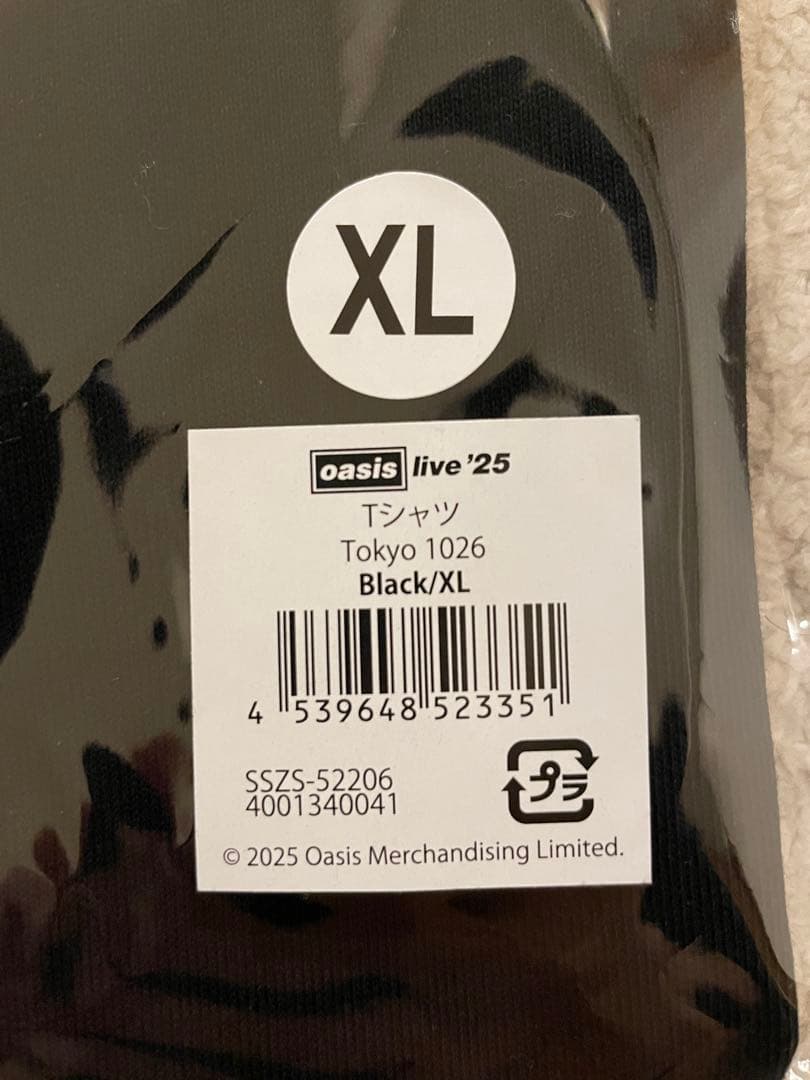 XL
oasis live '25
Tシャツ
Tokyo 1026
Black/XL
4 539648 523351
SSZS-52206
4001340041
プラ
© 2025 Oasis Merchandising Limited.